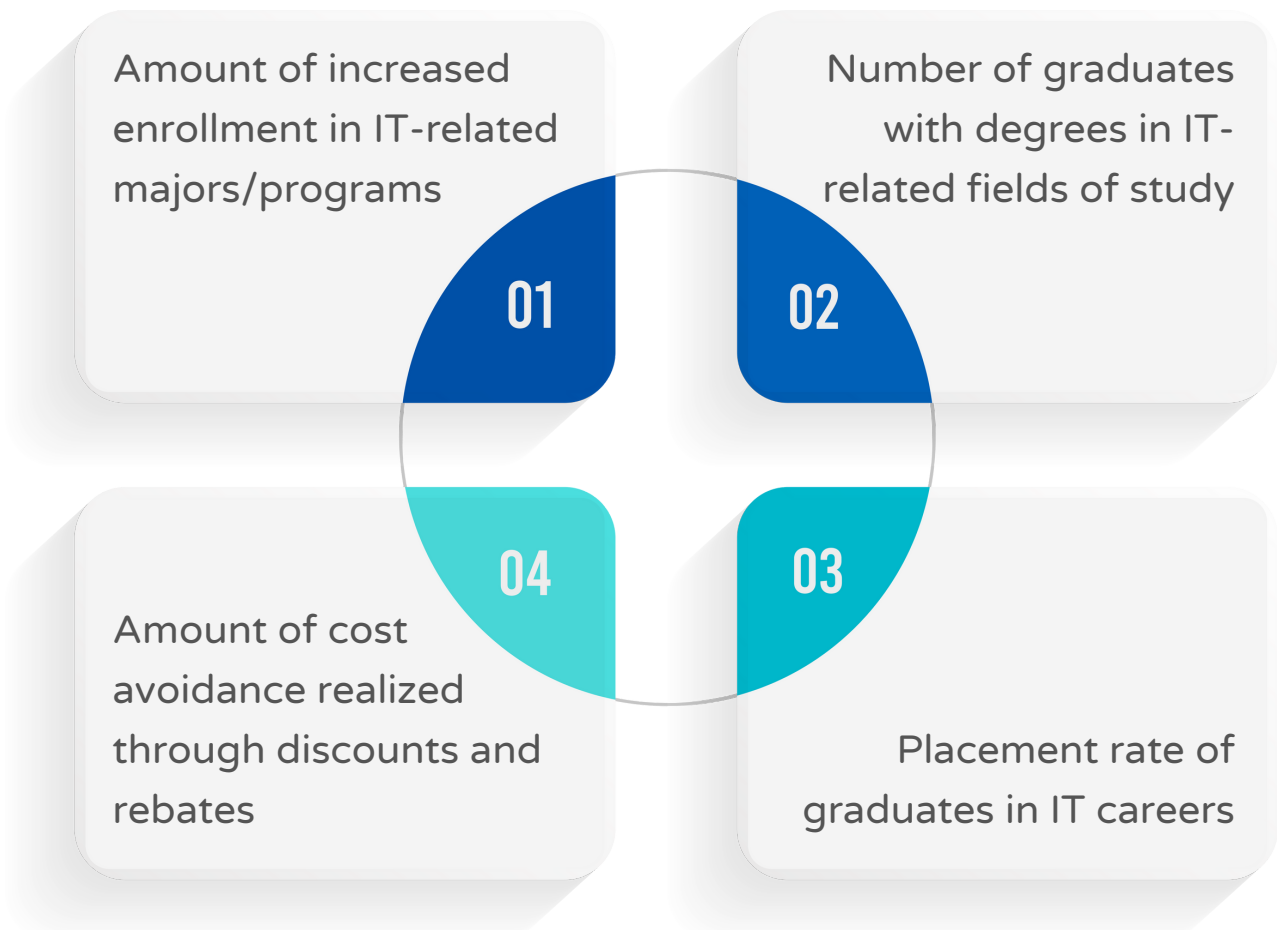 Amount of increased
enrollment in IT-related
majors/programs
01
Number of graduates
with degrees in IT-
related fields of study
02
03
Placement rate of
graduates in IT careers
04
Amount of cost
avoidance realized
through discounts and
rebates